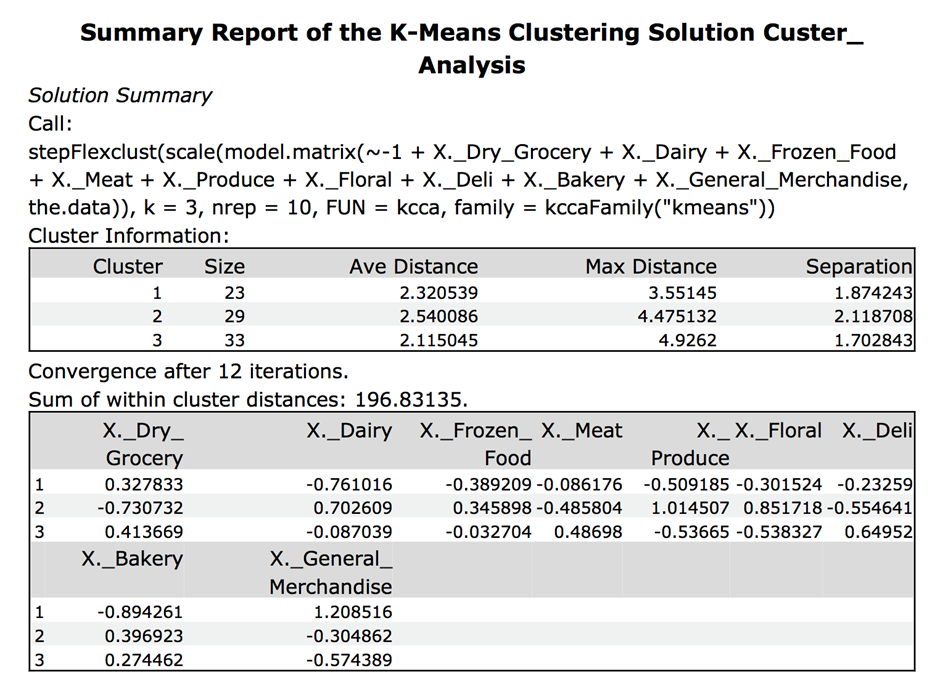 Summary Report of the K-Means Clustering Solution Custer_
Analysis
Solution Summary
Call:
stepFlexclust(scale(model.matrix(~-1 + X._Dry_Grocery + X._Dairy + X._Frozen_Food
+ X._Meat + X._Produce + X._Floral + X._Deli + X._Bakery + X._General_Merchandise,
the.data)), k = 3, nrep = 10, FUN = kcca, family = kccaFamily("kmeans"))
Cluster Information:
Cluster Size Ave Distance Max Distance Separation
1 23 2.320539 3.55145 1.874243
2 29 2.540086 4.475132 2.118708
3 33 2.115045 4.9262 1.702843
Convergence after 12 iterations.
Sum of within cluster distances: 196.83135.
X._Dry_ X._Dairy X._Frozen_ X._Meat X._ X._Floral X._Deli
Grocery Food Produce
1 0.327833 -0.761016 -0.389209 -0.086176 -0.509185 -0.301524 -0.23259
2 -0.730732 0.702609 0.345898 -0.485804 1.014507 0.851718 -0.554641
3 0.413669 -0.087039 -0.032704 0.48698 -0.53665 -0.538327 0.64952
X._Bakery X._General_
Merchandise
1 -0.894261 1.208516
2 0.396923 -0.304862
3 0.274462 -0.574389